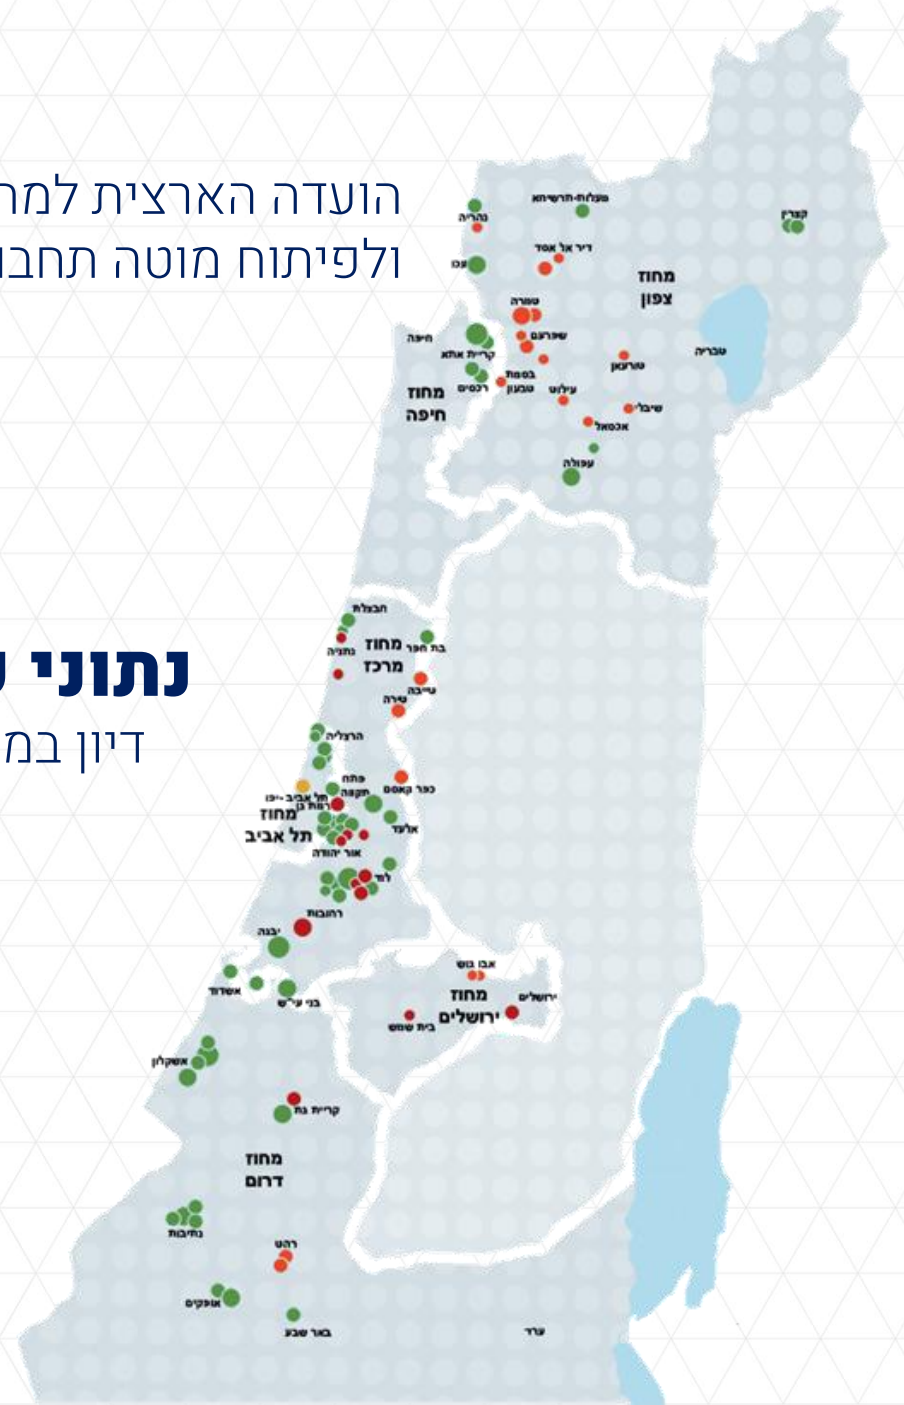 הועדה הארצית למו
ולפיתוח מוטה תחבו
נתוני
דיון במ
מעלות-תרשיחא
נהריה
קצרין
דיר אל אסד
עכו
מחוז
צפון
טמרה
שפרעם
חיפה
קריית אתא
טבריה
טורעאן
בסמת
טבעון
רכסים
עילוט
מחוז
חיפה
שיבלי
אכסאל
עפולה
חבצלת
נתניה
מחוז
מרכז
בת חפר
טייבה
טירה
הרצליה
פתח
תקווה
כפר קאסם
תל אביב -יפו
רמת גן
מחוז
תל אביב
אלעד
אור יהודה
לוד
רחובות
יבנה
אבו גוש
אשדוד
בני עי"ש
מחוז
ירושלים
ירושלים
בית שמש
אשקלון
קריית גת
מחוז
דרום
נתיבות
רהט
אופקים
באר שבע
ערד